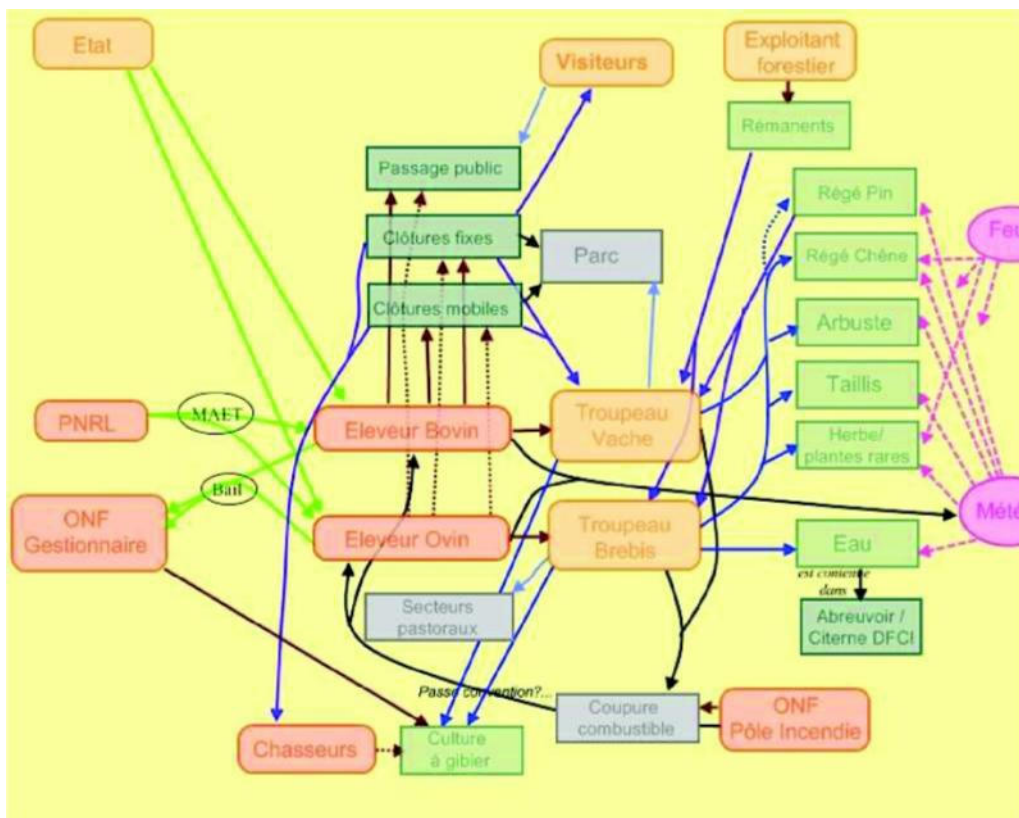 Etat
Visiteurs
Exploitant
forestier
Rémanents
Passage public
Régé Pin
Clôtures fixes
Feu
Parc
Régé Chêne
Clôtures mobiles
Arbuste
Taillis
PNRL
MAET
Eleveur Bovin
Troupeau
Vache
Herbe/
plantes rares
Bail
ONF
Gestionnaire
Eleveur Ovin
Troupeau
Brebis
Eau
Mété
est contenue
dans
Secteurs
pastoraux
Abreuvoir /
Citerne DFCI
Passe convention?...
Coupure
combustible
ONF
Pôle Incendie
Chasseurs
Culture
à gibier